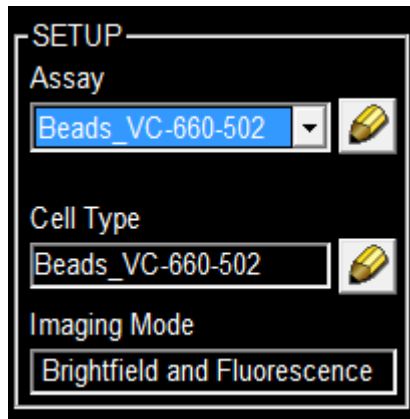 SETUP
Assay
Beads_VC-660-502
Cell Type
Beads_VC-660-502
Imaging Mode
Brightfield and Fluorescence